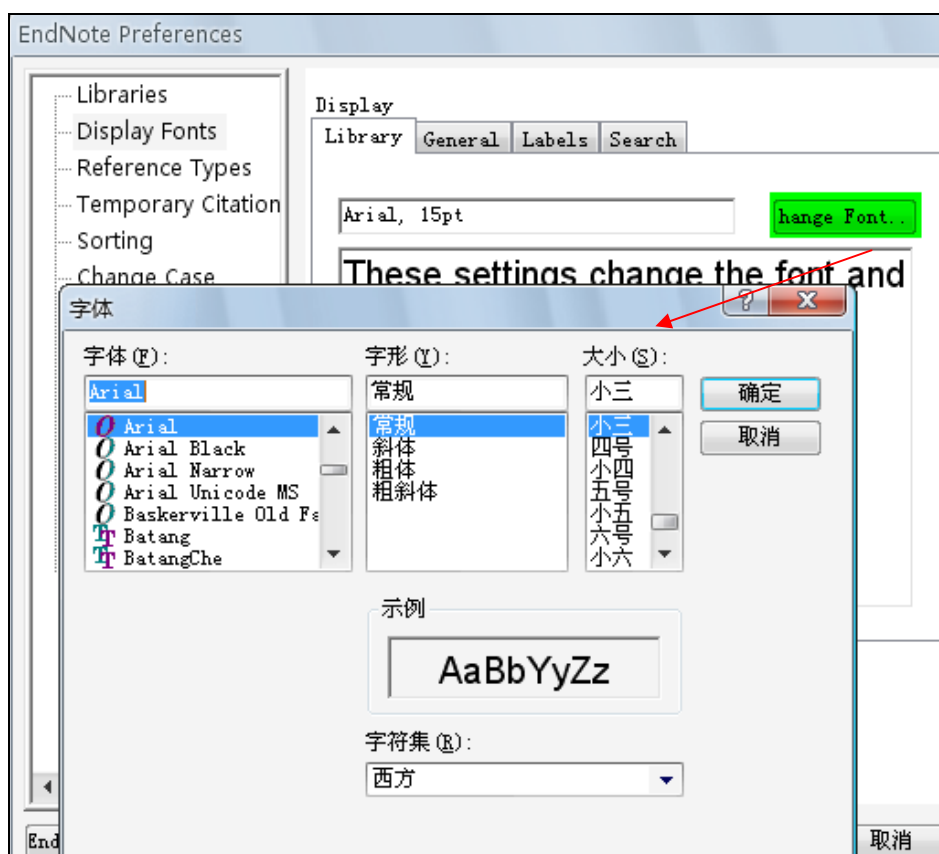 EndNote Preferences
Libraries
Display Fonts
Reference Types
Temporary Citation
Sorting
Change Case
Display
Library General Labels Search
Arial, 15pt
hange Font..
These settings change the font and
字体
字体(F):
Arial
Arial
Arial Black
Arial Narrow
Arial Unicode MS
Baskerville Old Fa
Batang
BatangChe
字形(Y):
常规
常规
斜体
粗体
粗斜体
大小(S):
小三
小三
四号
小四
五号
小五
六号
小六
确定
取消
示例
AaBbYyZz
字符集(R):
西方
End
取消